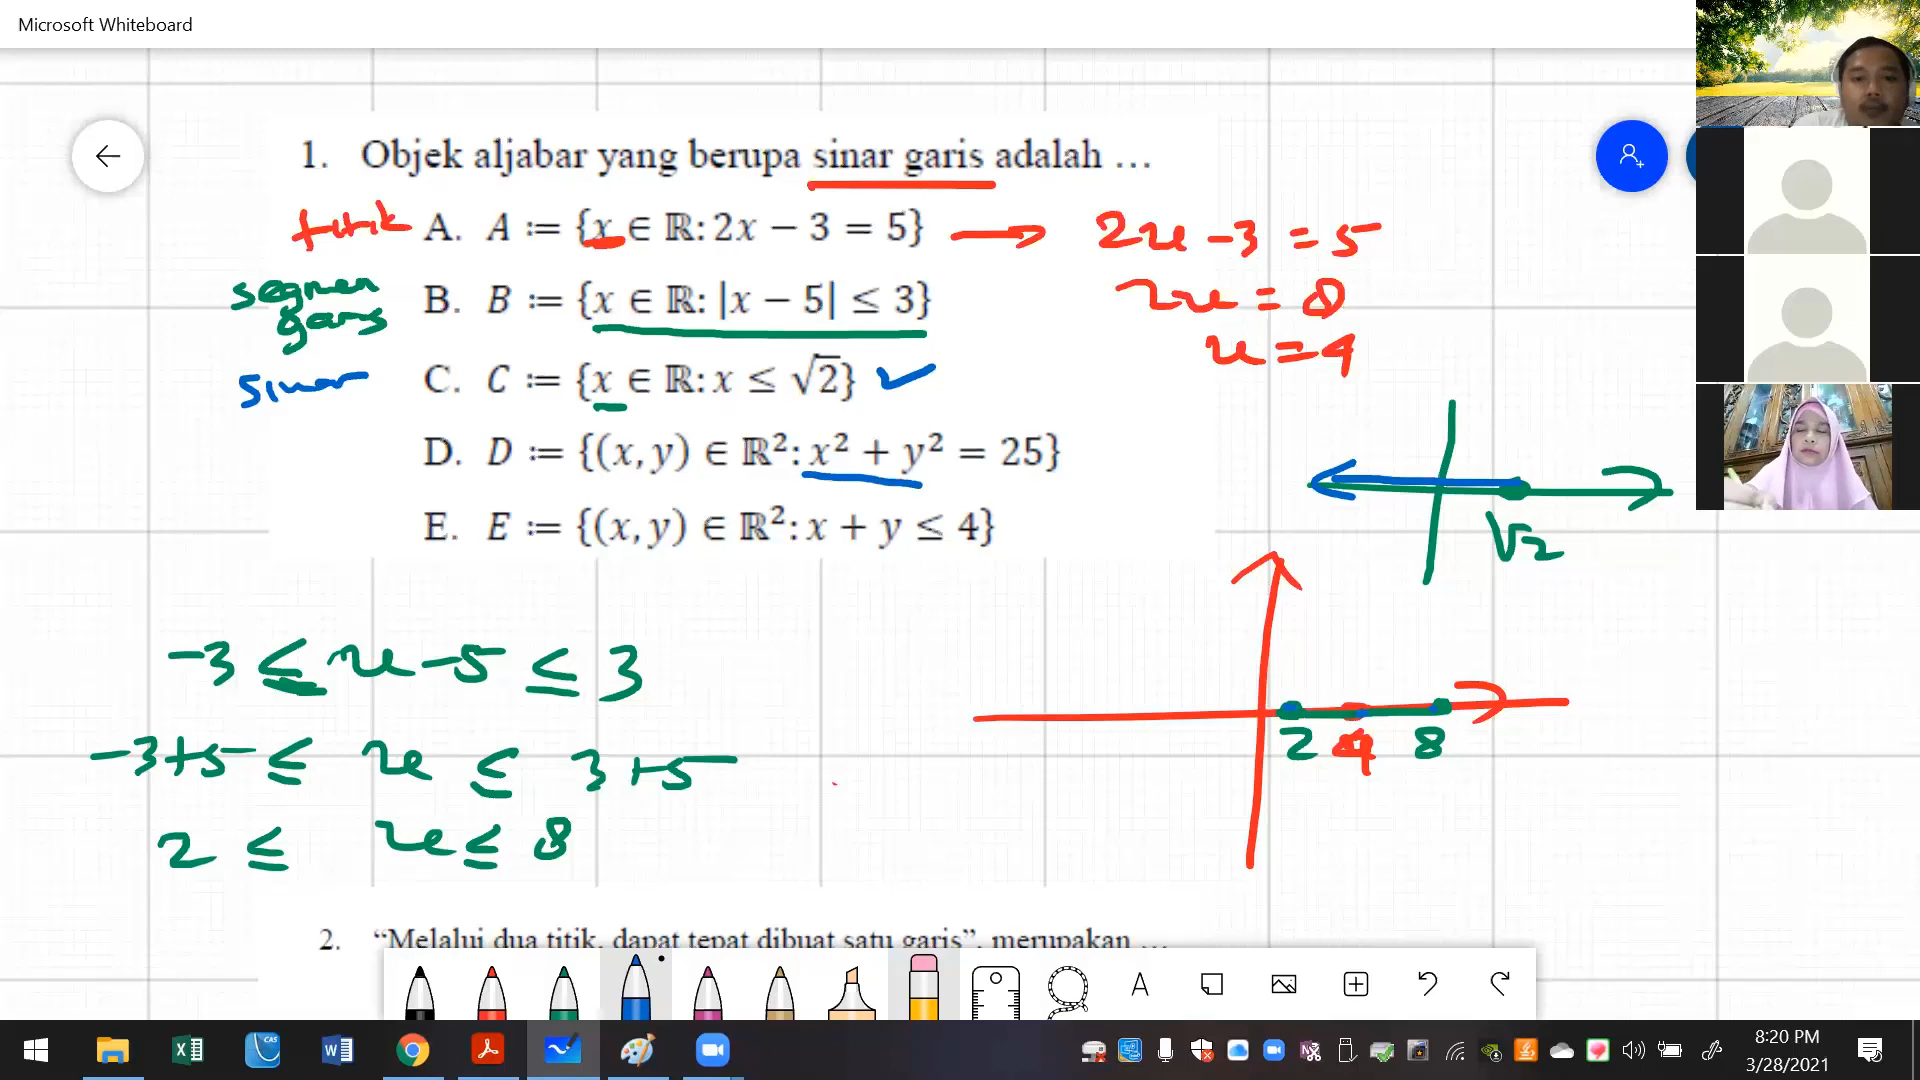 Microsoft Whiteboard
1. Objek aljabar yang berupa sinar garis adalah …
titik A. A := {x ∈ ℝ: 2x − 3 = 5} → 2x - 3 = 5
2x = 8
x = 4
segmen garis B. B := {x ∈ ℝ: |x − 5| ≤ 3}
sinar C. C := {x ∈ ℝ: x ≤ √2} ✓
D. D := {(x, y) ∈ ℝ²: x² + y² = 25}
E. E := {(x, y) ∈ ℝ²: x + y ≤ 4}
√2
-3 ≤ x - 5 ≤ 3
-3+5 ≤ x ≤ 3+5
2 ≤ x ≤ 8
2 4 8
2. “Melalui dua titik, dapat tepat dibuat satu garis”, merupakan …
A
CAS
8:20 PM
3/28/2021